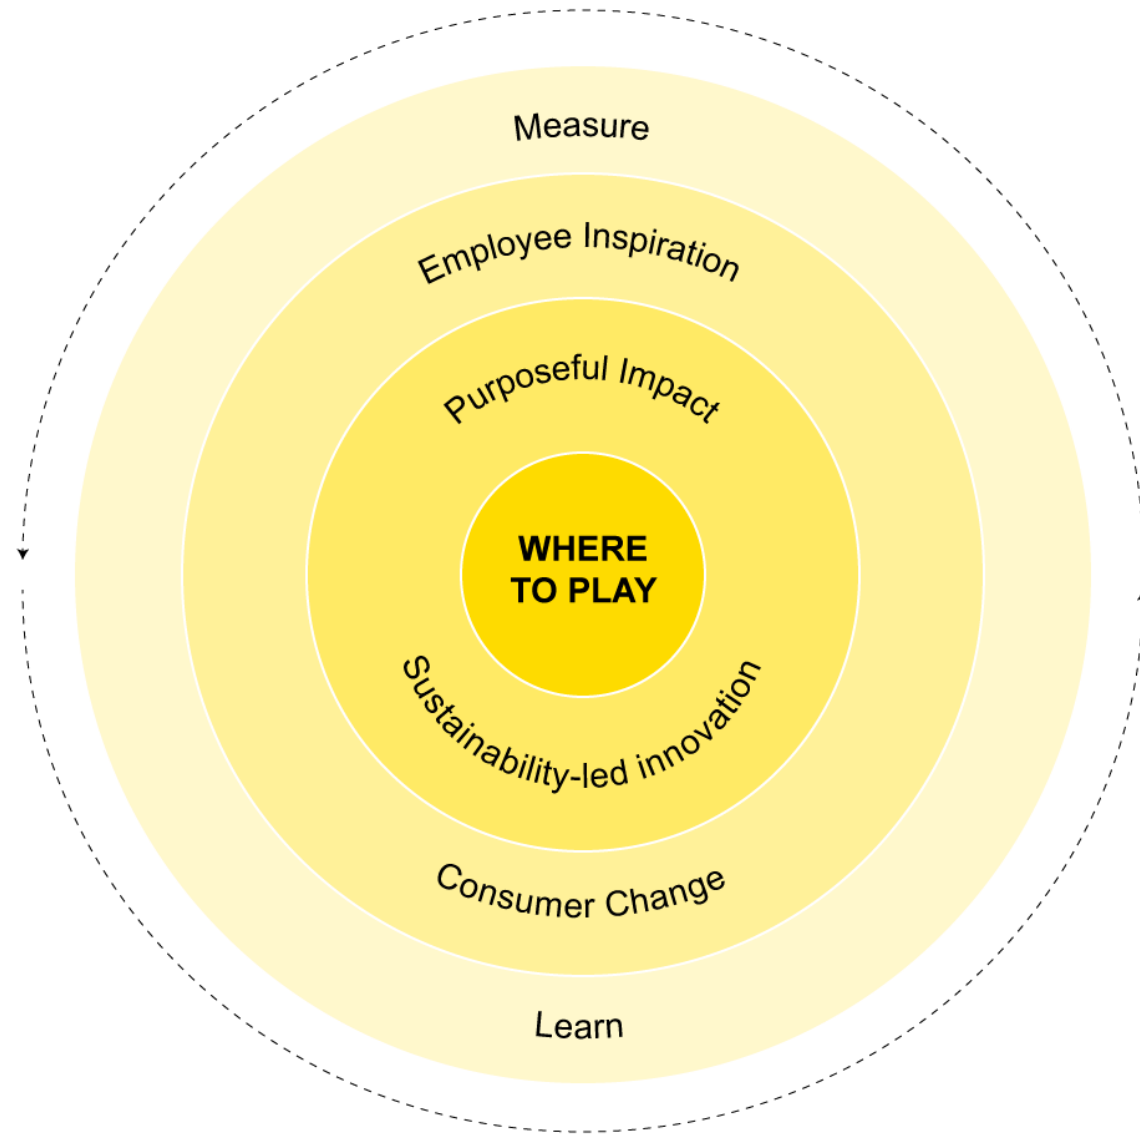 Measure
Employee Inspiration
Purposeful Impact
WHERE
TO PLAY
Sustainability-led innovation
Consumer Change
Learn